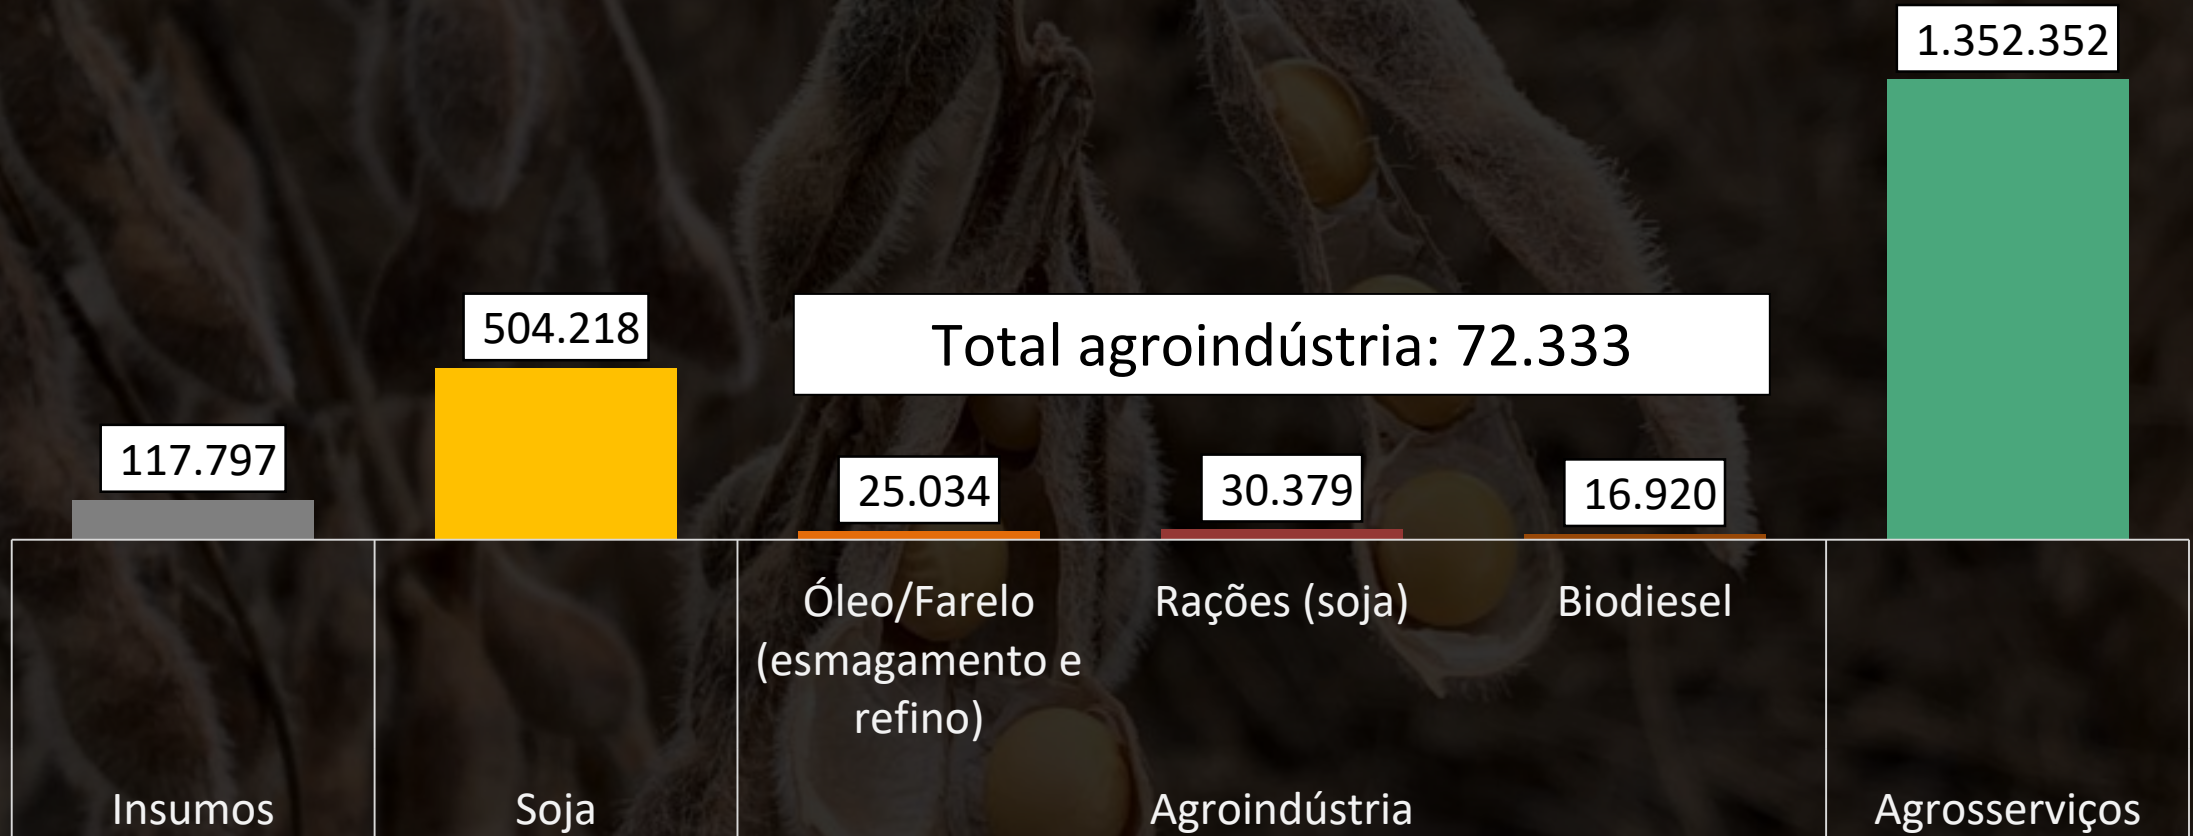 1.352.352
504.218
Total agroindústria: 72.333
117.797
25.034
30.379
16.920
Óleo/Farelo
(esmagamento e
refino)
Rações (soja)
Biodiesel
Insumos
Soja
Agroindústria
Agrosserviços